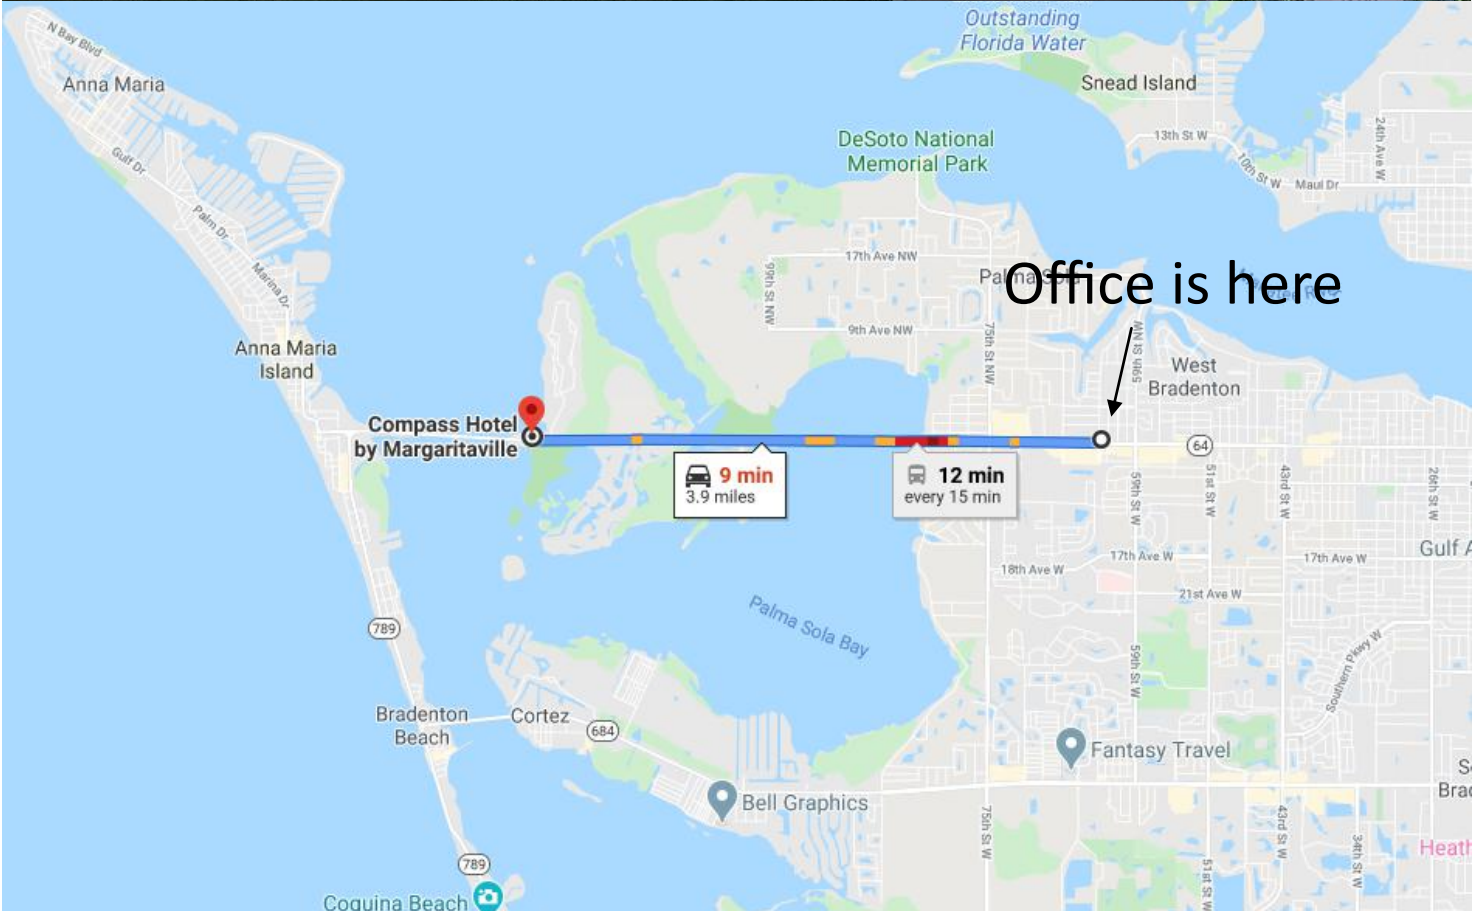 Outstanding
Florida Water
N Bay Blvd
Anna Maria
Snead Island
24th Ave W
13th St W
DeSoto National
Memorial Park
10th St W
Maul Dr
Gulf Dr
Palm Dr
17th Ave NW
99th St NW
Marina Dr
Office is here
9th Ave NW
75th St NW
59th St NW
Anna Maria
Island
West
Bradenton
Compass Hotel
by Margaritaville
64
9 min
3.9 miles
12 min
every 15 min
59th St W
51st St W
43rd St W
26th St W
17th Ave W
17th Ave W
Gulf A
18th Ave W
21st Ave W
Palma Sola Bay
789
Southern Pkwy W
59th St W
Bradenton
Beach
Cortez
684
Fantasy Travel
Bell Graphics
75th St W
43rd St W
34th St W
Brad
Heath
789
51st St W
Coquina Beach